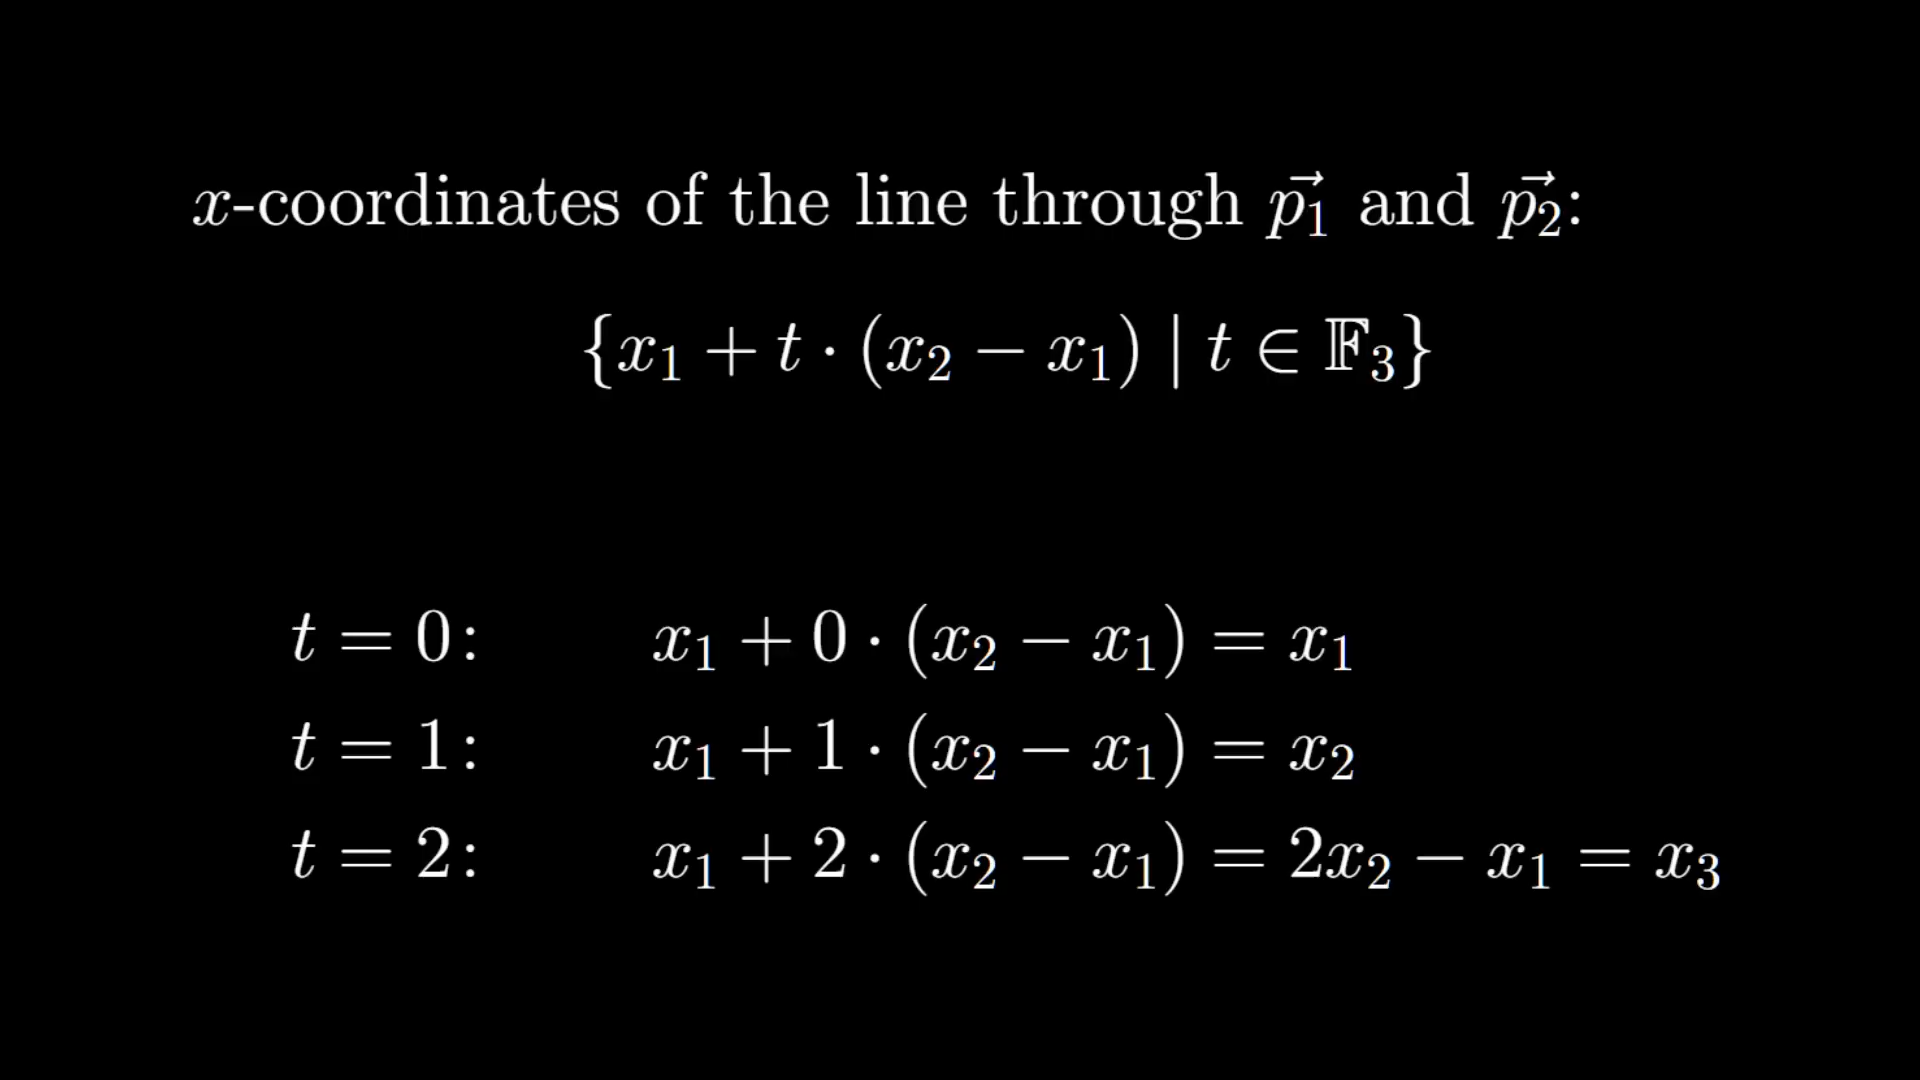 x-coordinates of the line through p⃗₁ and p⃗₂:
{x₁ + t · (x₂ − x₁) | t ∈ 𝔽₃}
t = 0: x₁ + 0 · (x₂ − x₁) = x₁
t = 1: x₁ + 1 · (x₂ − x₁) = x₂
t = 2: x₁ + 2 · (x₂ − x₁) = 2x₂ − x₁ = x₃